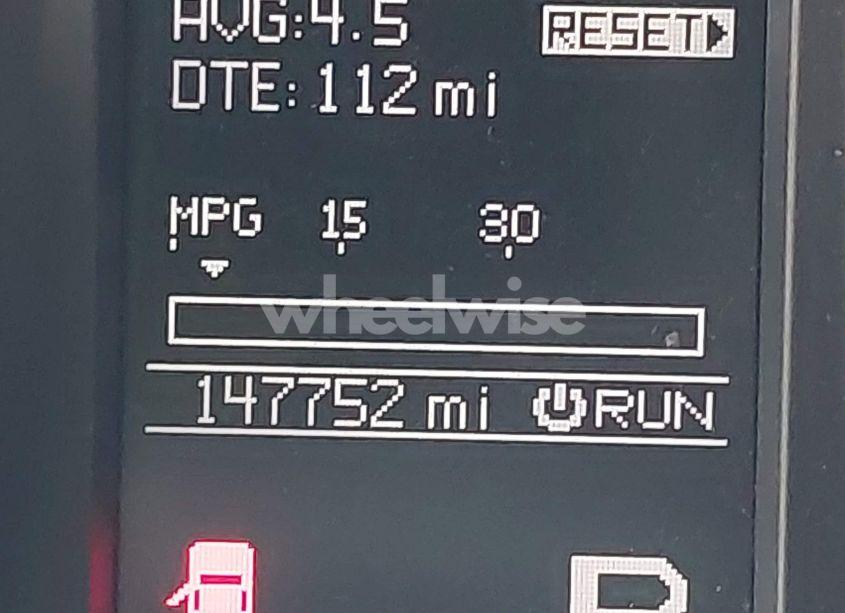 AVG:4.5
RESET
DTE:112 mi
MPG 15 30
wheelwise
147752 mi RUN
P